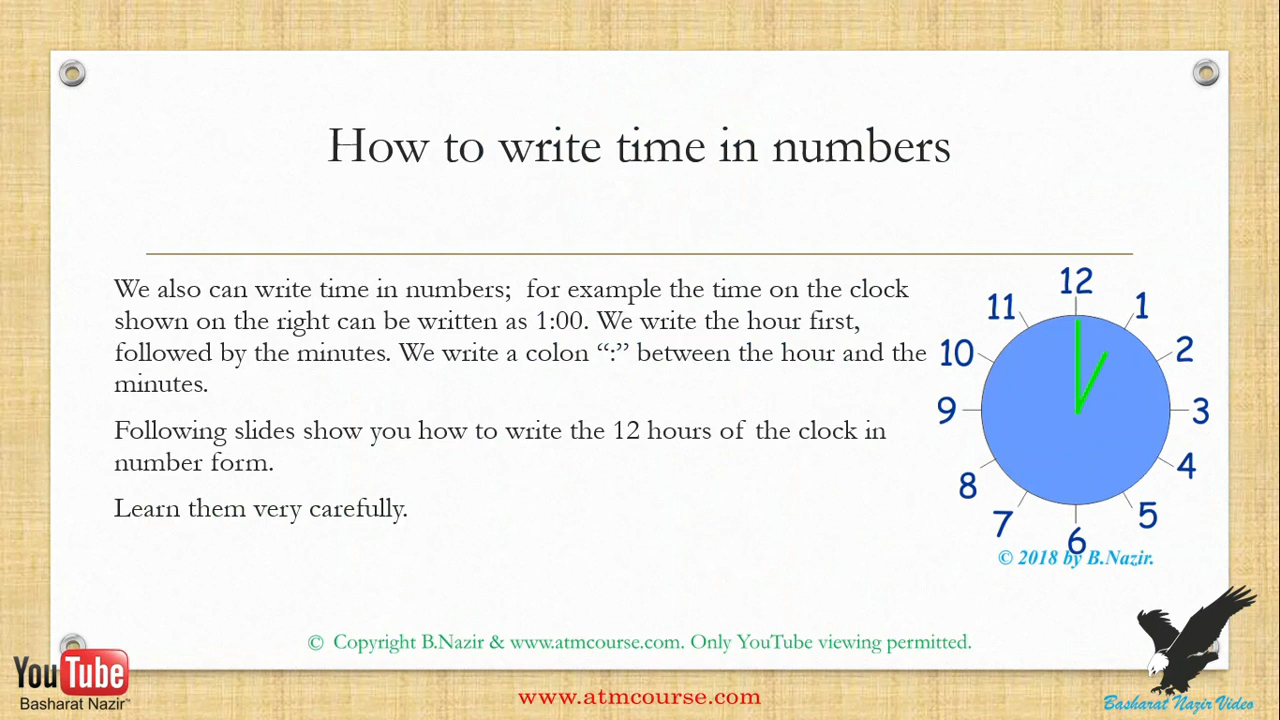 How to write time in numbers
We also can write time in numbers;  for example the time on the clock
shown on the right can be written as 1:00. We write the hour first,
followed by the minutes. We write a colon “:” between the hour and the
minutes.
Following slides show you how to write the 12 hours of the clock in
number form.
Learn them very carefully.
12
11
1
10
2
9
3
8
4
7
5
6
© 2018 by B.Nazir.
© Copyright B.Nazir & www.atmcourse.com. Only YouTube viewing permitted.
YouTube
Basharat Nazir™
www.atmcourse.com
Basharat Nazir Video